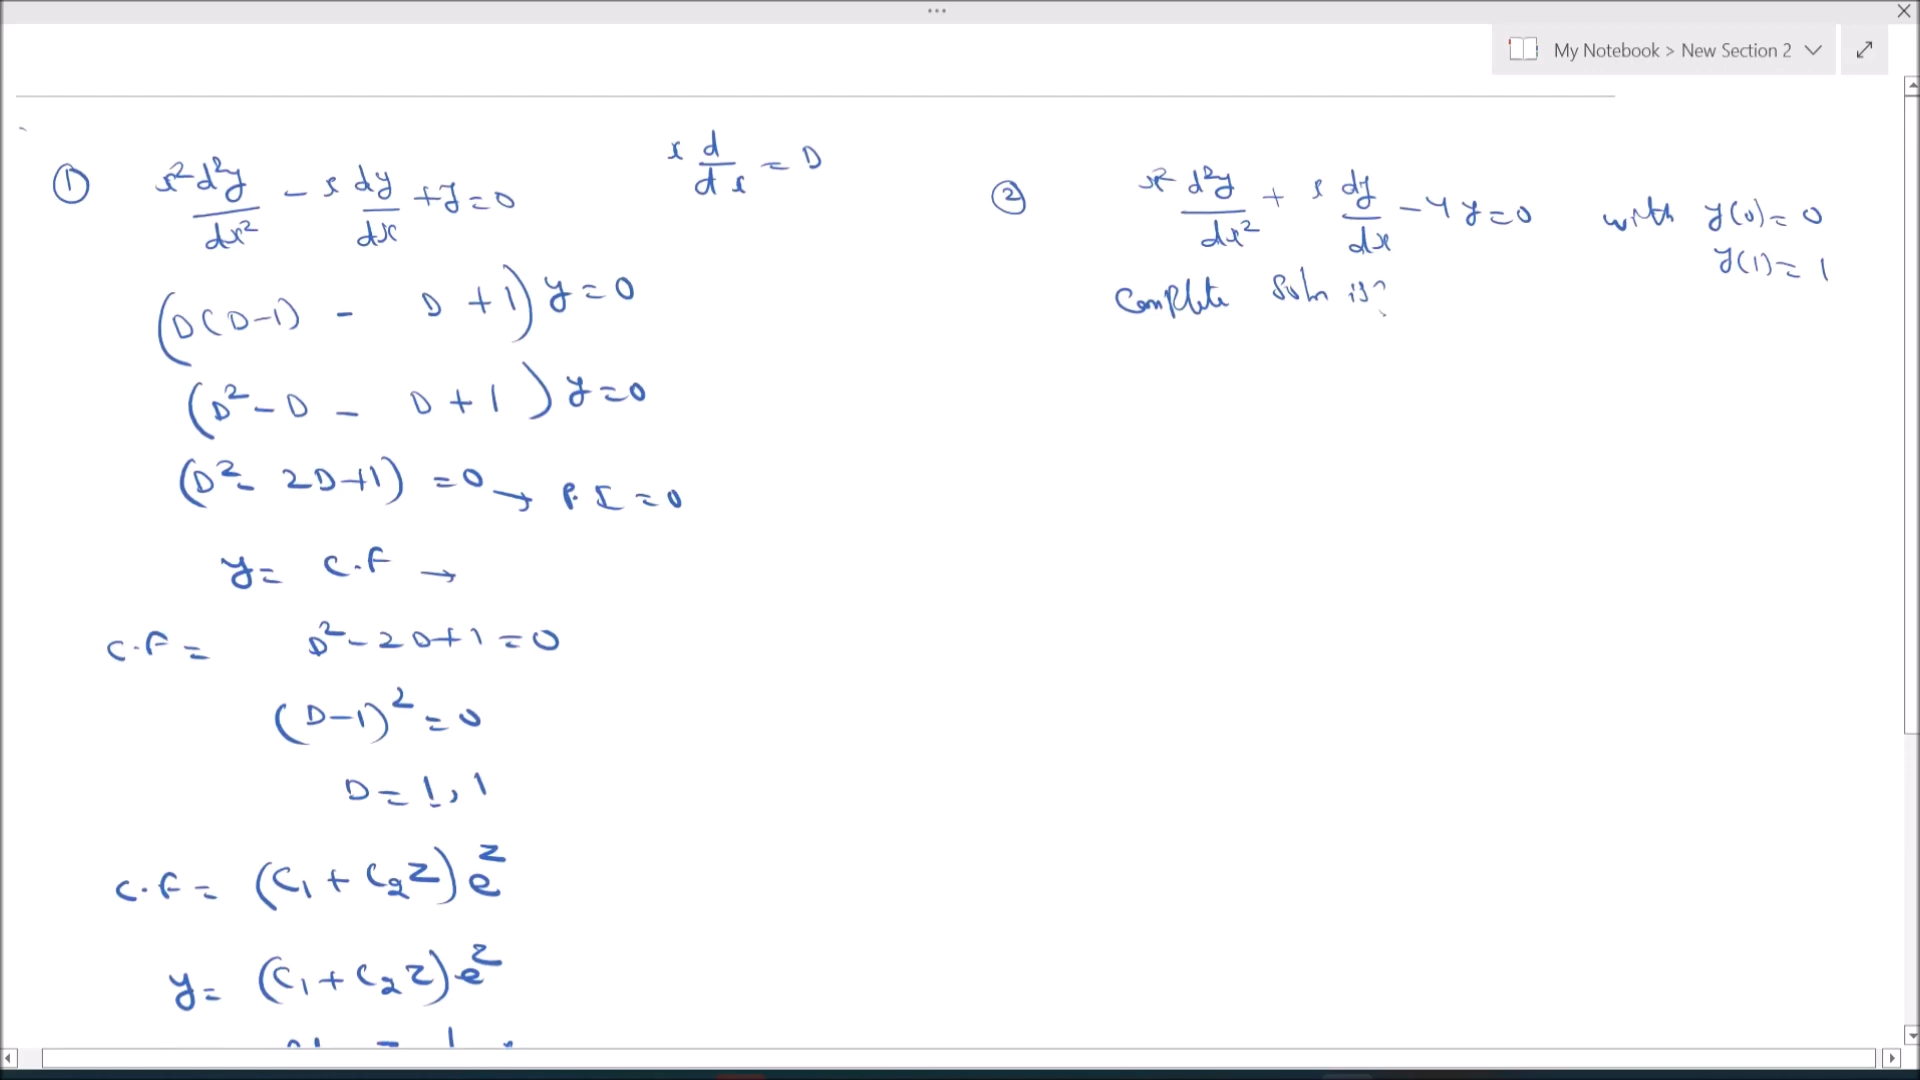 My Notebook > New Section 2
① x² d²y/dx² - x dy/dx + y = 0
x d/dx = D
(D(D-1) - D + 1) y = 0
(D² - D - D + 1) y = 0
(D² - 2D + 1) = 0 → P.I = 0
y = C.F →
C.F = D² - 2D + 1 = 0
(D-1)² = 0
D = 1, 1
C.F = (C₁ + C₂z) e^z
y = (C₁ + C₂z) e^z
② x² d²y/dx² + x dy/dx - 4y = 0 with y(0) = 0
y(1) = 1
Complete Soln is?